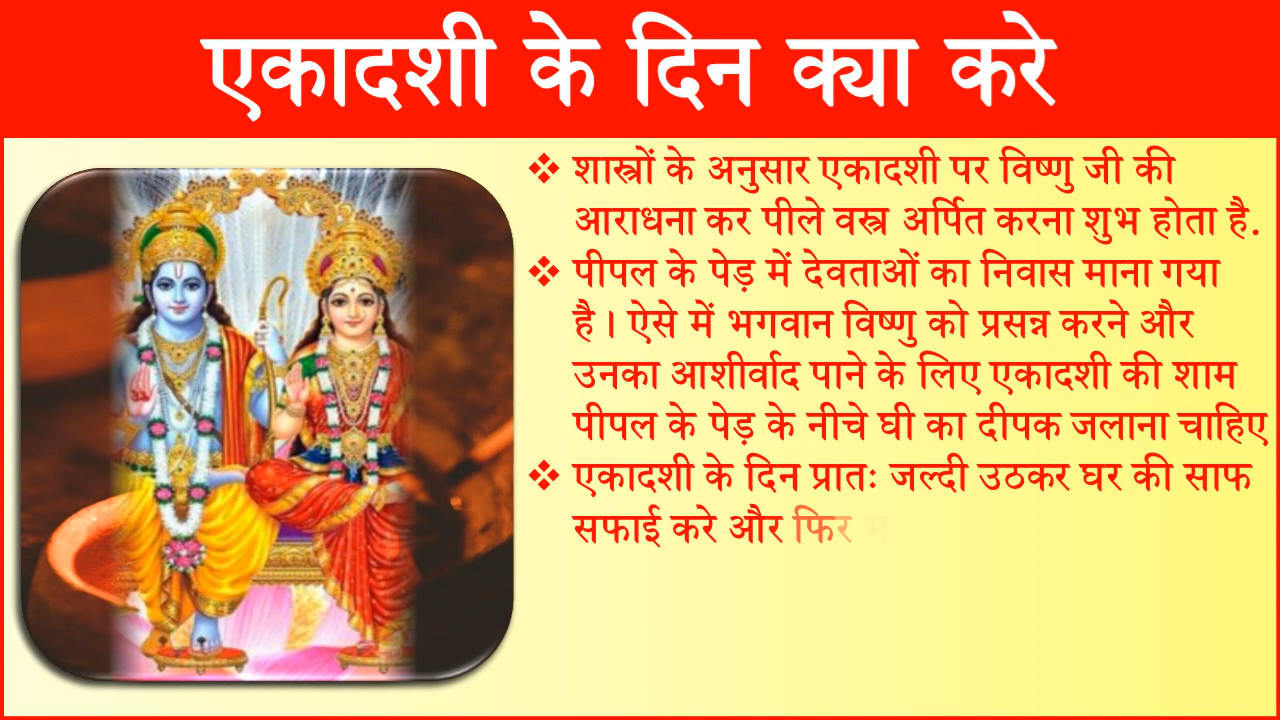 एकादशी के दिन क्या करे
❖ शास्त्रों के अनुसार एकादशी पर विष्णु जी की
आराधना कर पीले वस्त्र अर्पित करना शुभ होता है.
❖ पीपल के पेड़ में देवताओं का निवास माना गया
है । ऐसे में भगवान विष्णु को प्रसन्न करने और
उनका आशीर्वाद पाने के लिए एकादशी की शाम
पीपल के पेड़ के नीचे घी का दीपक जलाना चाहिए
❖ एकादशी के दिन प्रातः जल्दी उठकर घर की साफ
सफाई करे और फिर